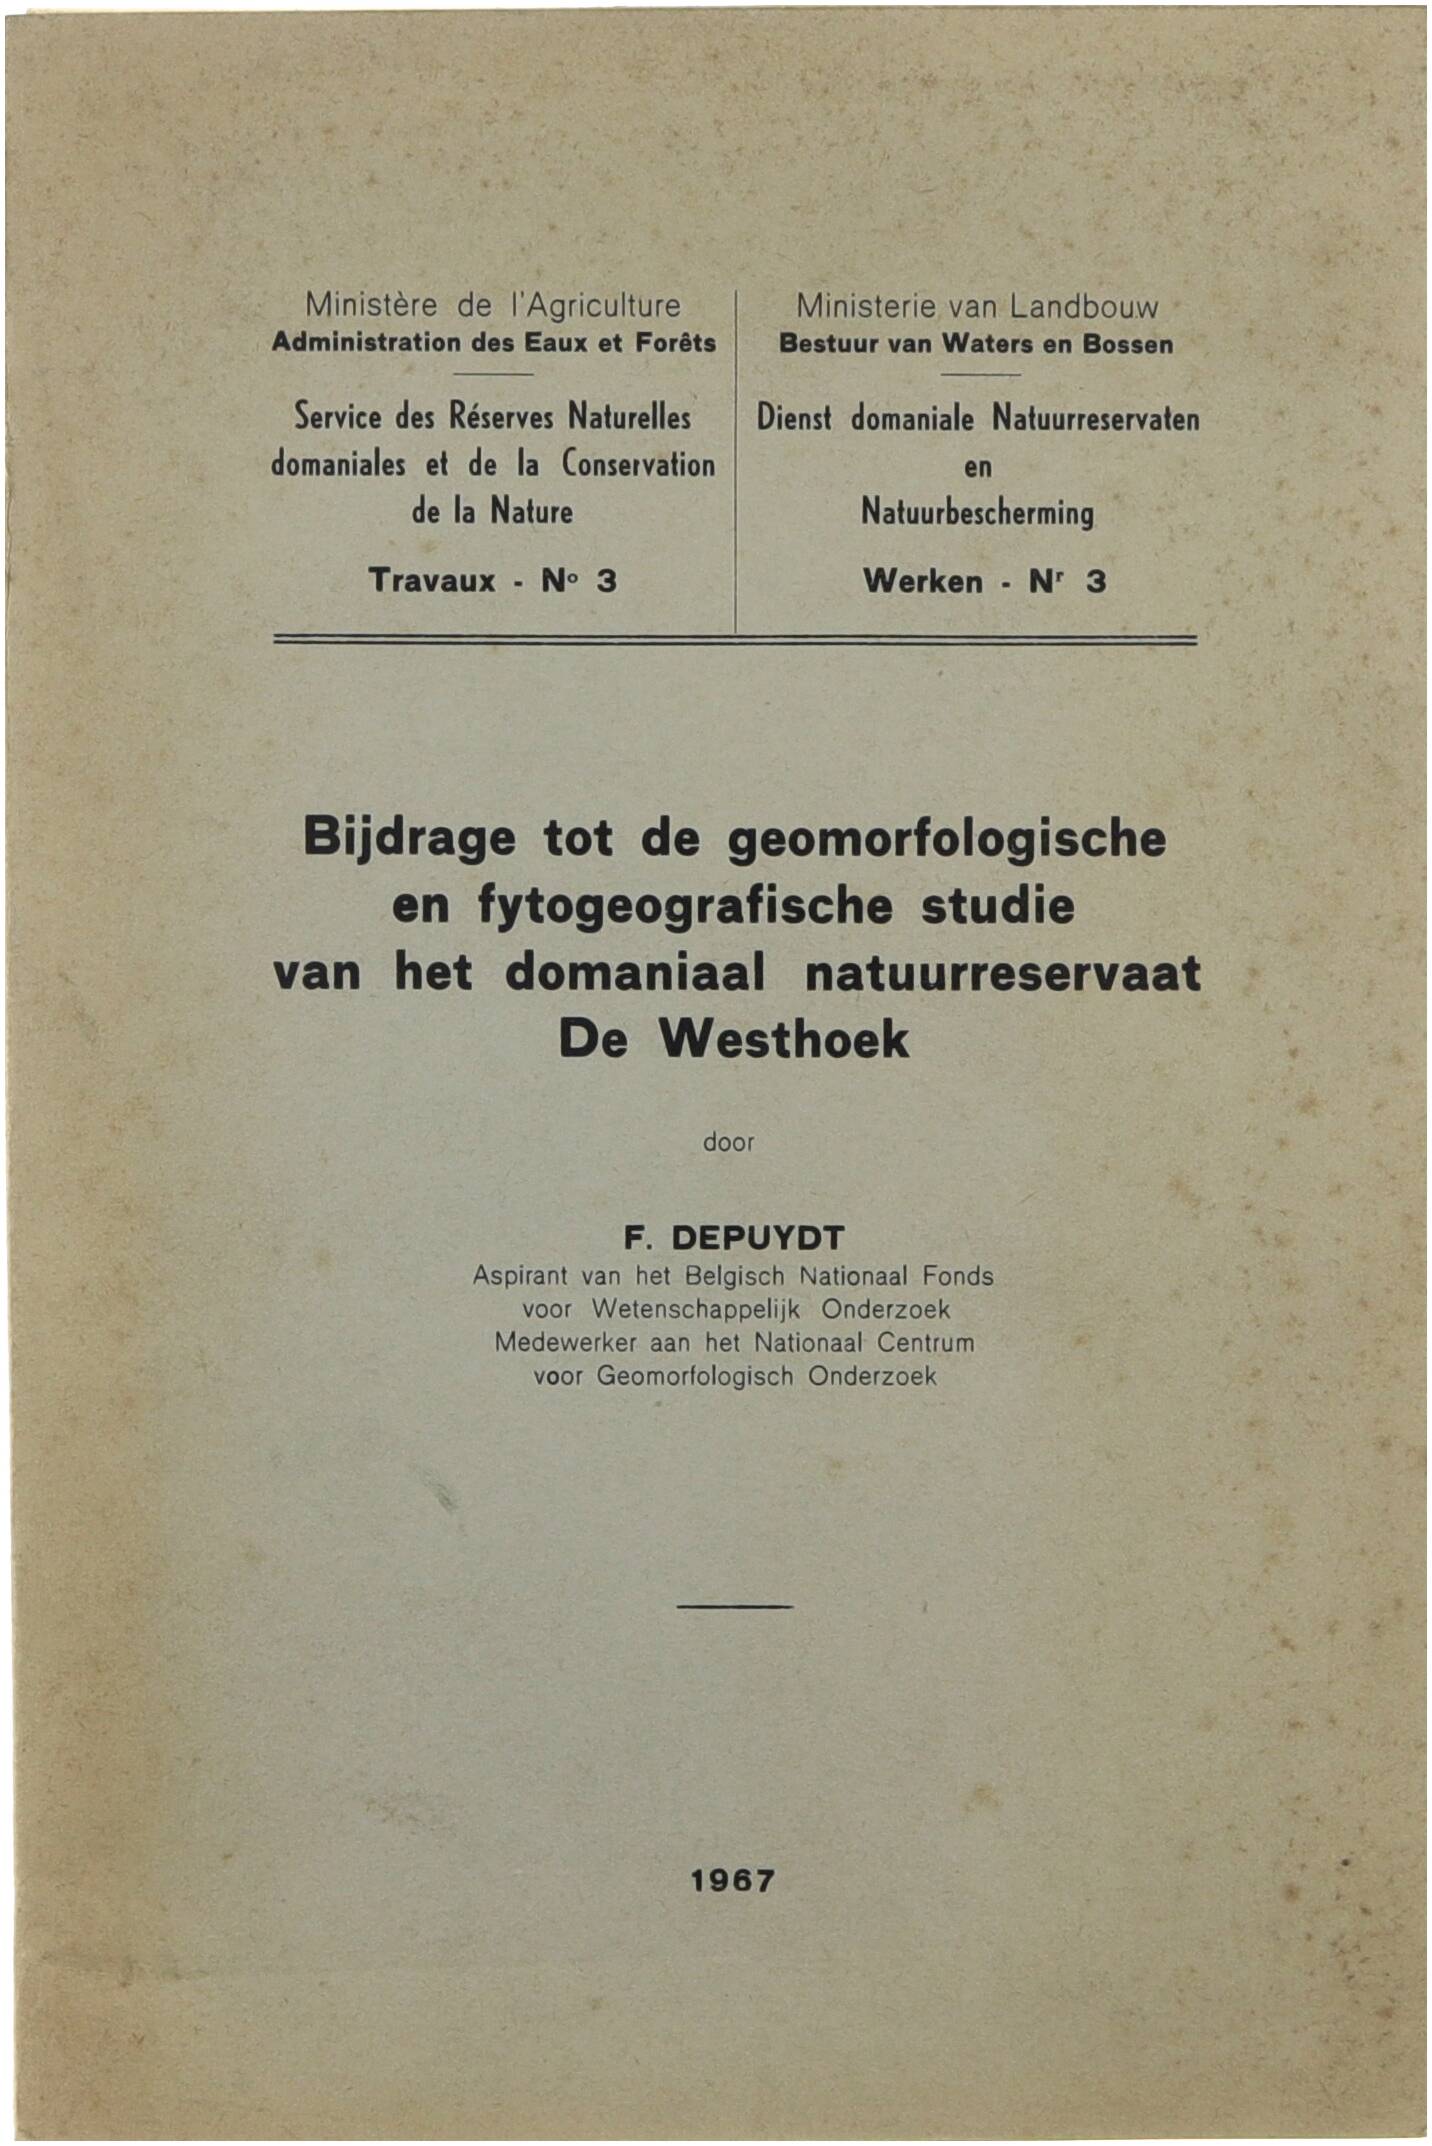 Ministère de l'Agriculture
Administration des Eaux et Forêts
Service des Réserves Naturelles
domaniales et de la Conservation
de la Nature
Travaux - Nº 3
Ministerie van Landbouw
Bestuur van Waters en Bossen
Dienst domaniale Natuurreservaten
en
Natuurbescherming
Werken - Nʳ 3
Bijdrage tot de geomorfologische
en fytogeografische studie
van het domaniaal natuurreservaat
De Westhoek
door
F. DEPUYDT
Aspirant van het Belgisch Nationaal Fonds
voor Wetenschappelijk Onderzoek
Medewerker aan het Nationaal Centrum
voor Geomorfologisch Onderzoek
1967